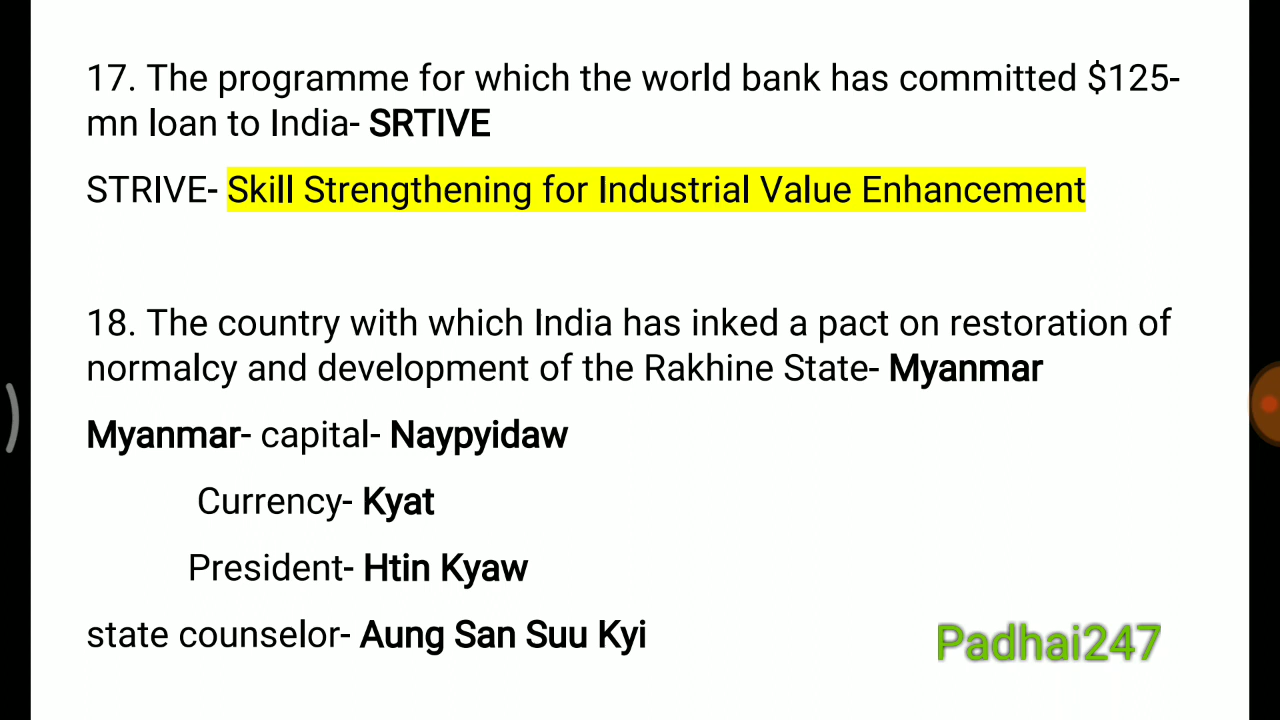 17. The programme for which the world bank has committed $125-
mn loan to India- SRTIVE
STRIVE- Skill Strengthening for Industrial Value Enhancement
18. The country with which India has inked a pact on restoration of
normalcy and development of the Rakhine State- Myanmar
Myanmar- capital- Naypyidaw
Currency- Kyat
President- Htin Kyaw
state counselor- Aung San Suu Kyi
Padhai247